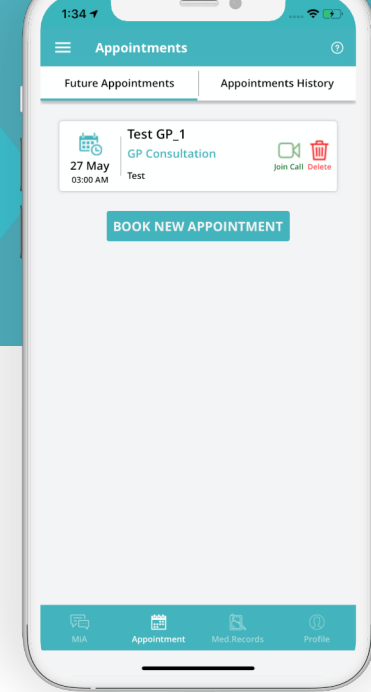 1:34
Appointments
Future Appointments
Appointments History
Test GP_1
GP Consultation
27 May
03:00 AM
Test
Join Call
Delete
BOOK NEW APPOINTMENT
MiA
Appointment
Med.Records
Profile